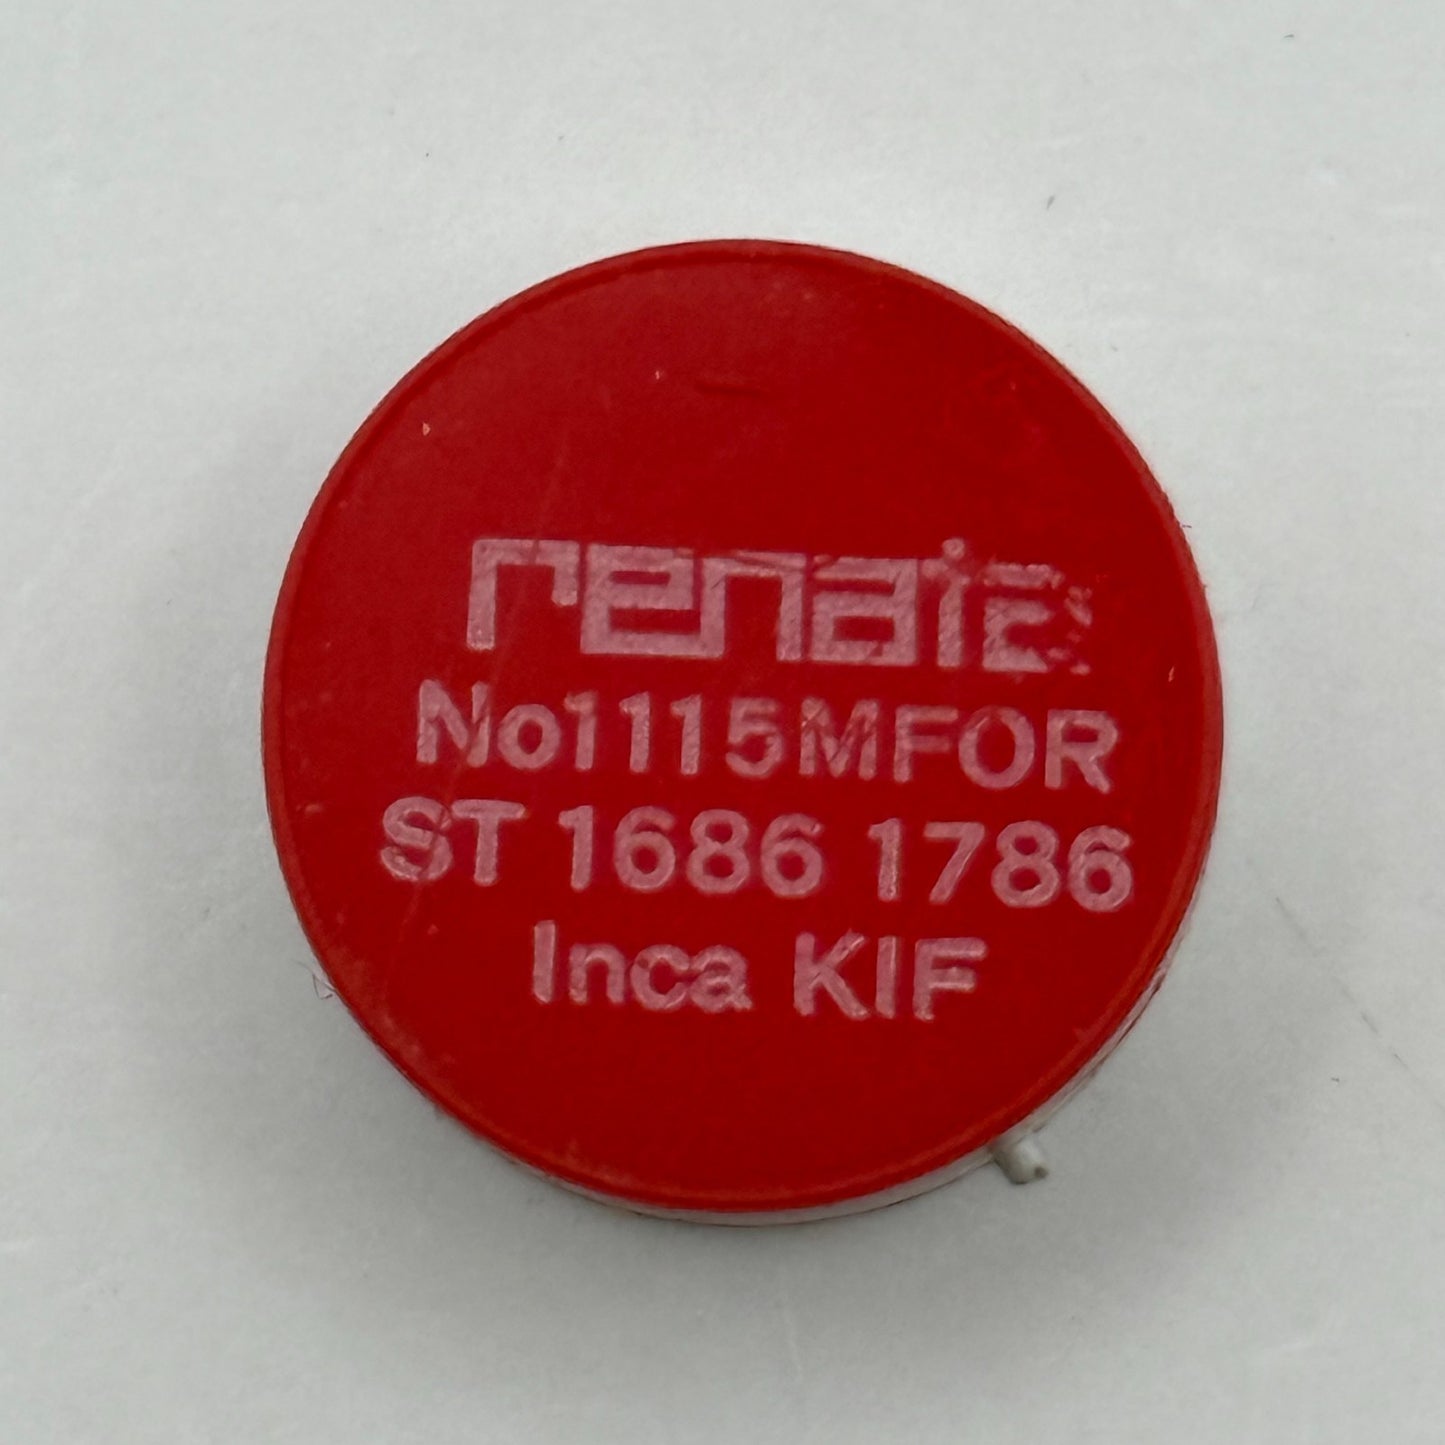 renata
No1115MFOR
ST 1686 1786
Inca KIF